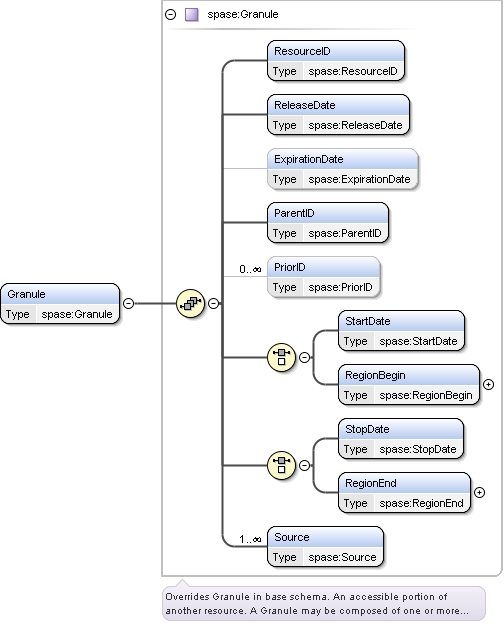 spase:Granule
ResourceID
Type spase:ResourceID
ReleaseDate
Type spase:ReleaseDate
ExpirationDate
Type spase:ExpirationDate
ParentID
Type spase:ParentID
0..∞
PriorID
Type spase:PriorID
Granule
Type spase:Granule
StartDate
Type spase:StartDate
RegionBegin
Type spase:RegionBegin
StopDate
Type spase:StopDate
RegionEnd
Type spase:RegionEnd
1..∞
Source
Type spase:Source
Overrides Granule in base schema. An accessible portion of
another resource. A Granule may be composed of one or more...